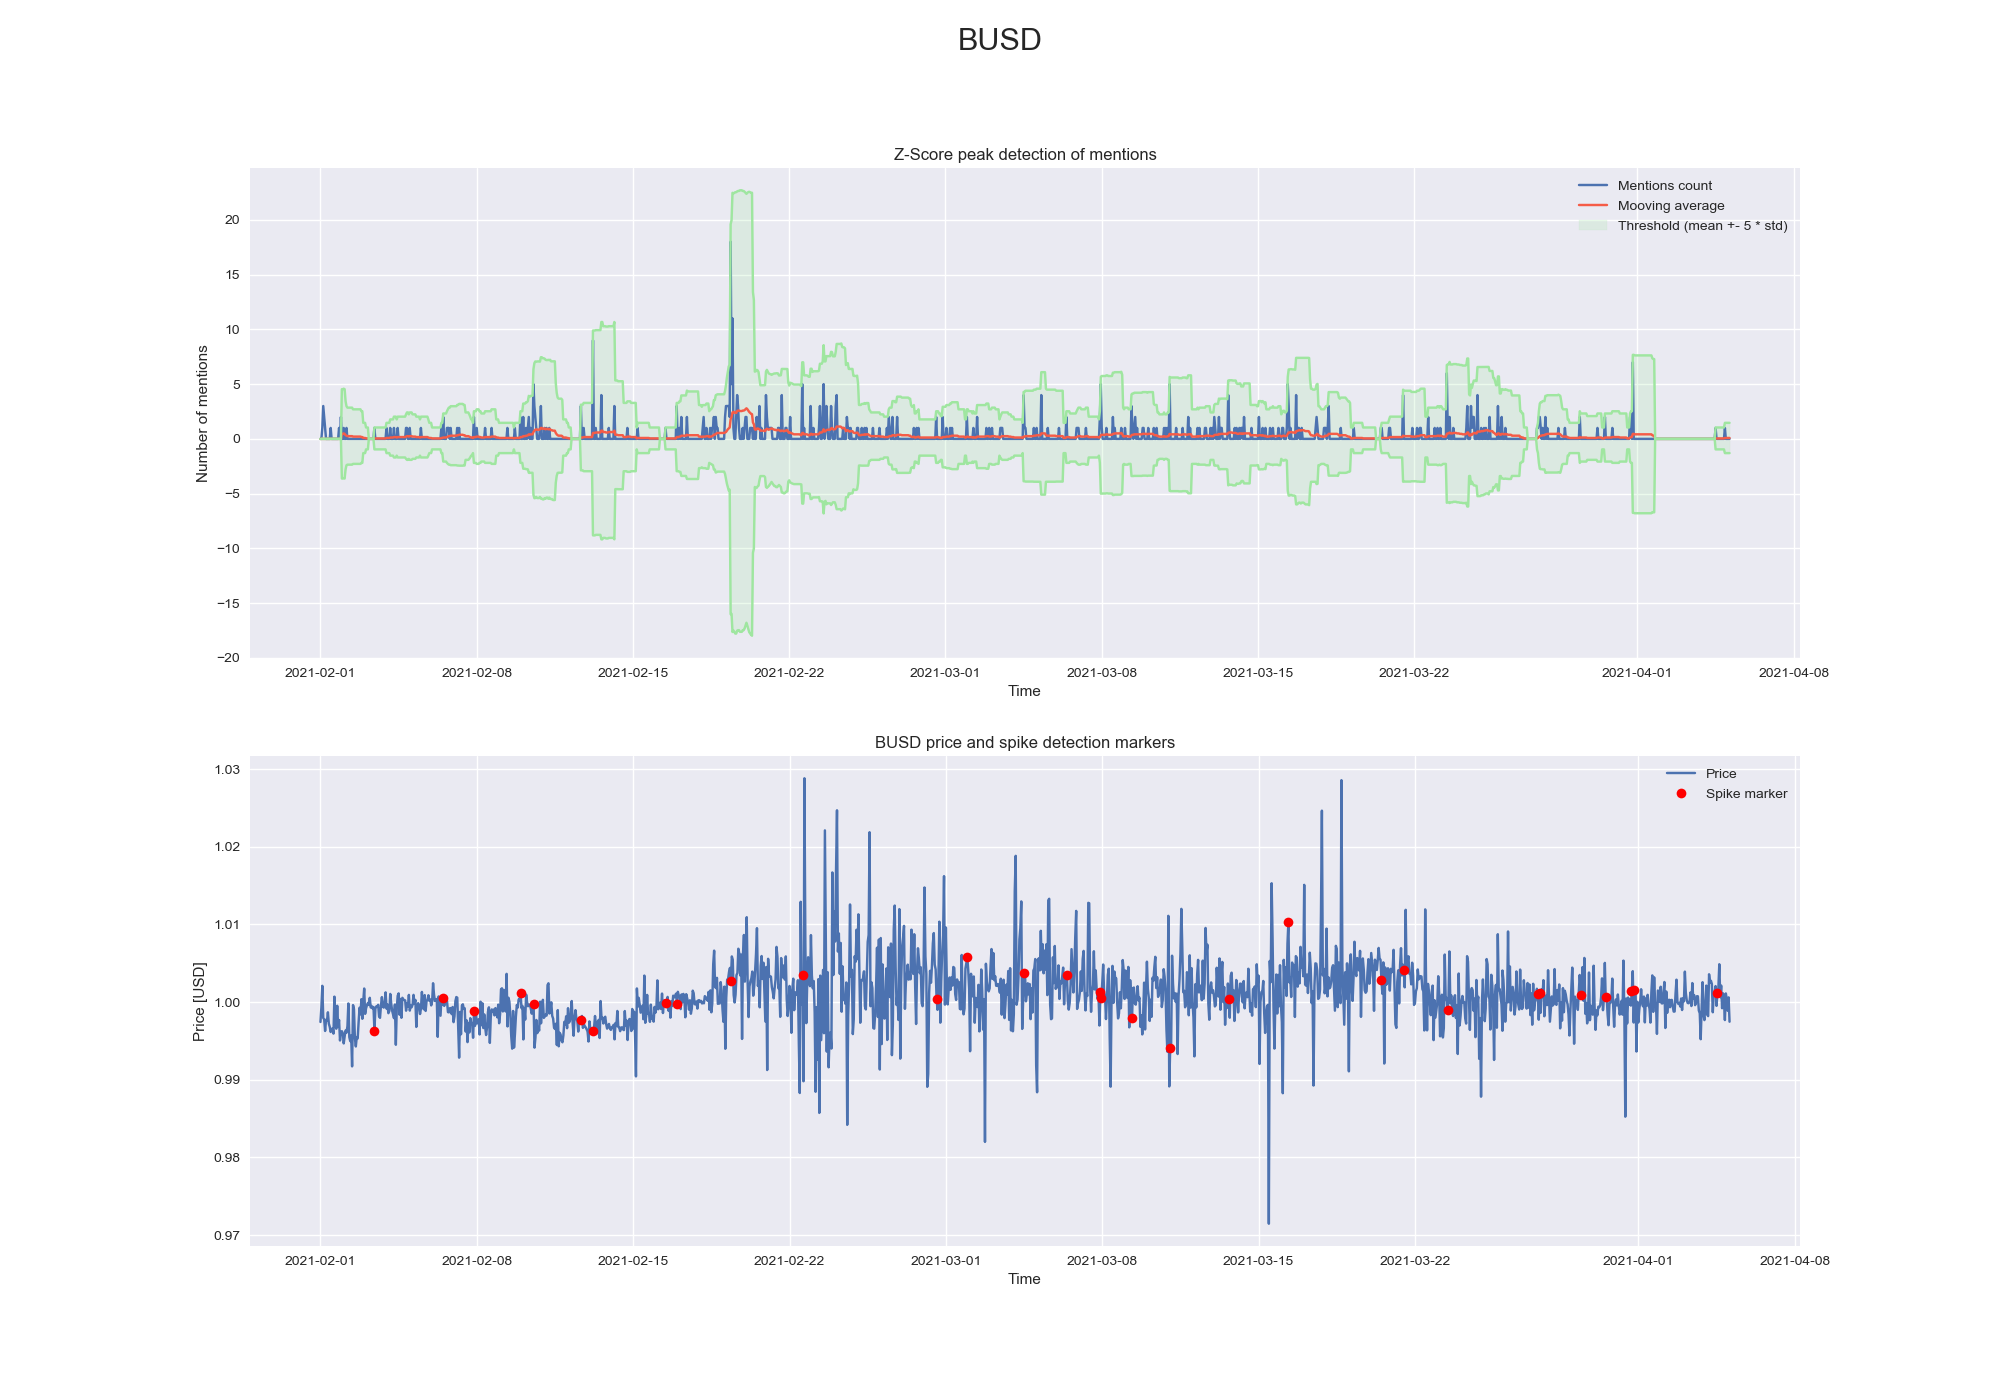 BUSD
Z-Score peak detection of mentions
Mentions count
Mooving average
Threshold (mean +- 5 * std)
Number of mentions
20
15
10
5
0
−5
−10
−15
−20
2021-02-01 2021-02-08 2021-02-15 2021-02-22 2021-03-01 2021-03-08 2021-03-15 2021-03-22 2021-04-01 2021-04-08
Time
BUSD price and spike detection markers
Price
Spike marker
Price [USD]
1.03
1.02
1.01
1.00
0.99
0.98
0.97
2021-02-01 2021-02-08 2021-02-15 2021-02-22 2021-03-01 2021-03-08 2021-03-15 2021-03-22 2021-04-01 2021-04-08
Time